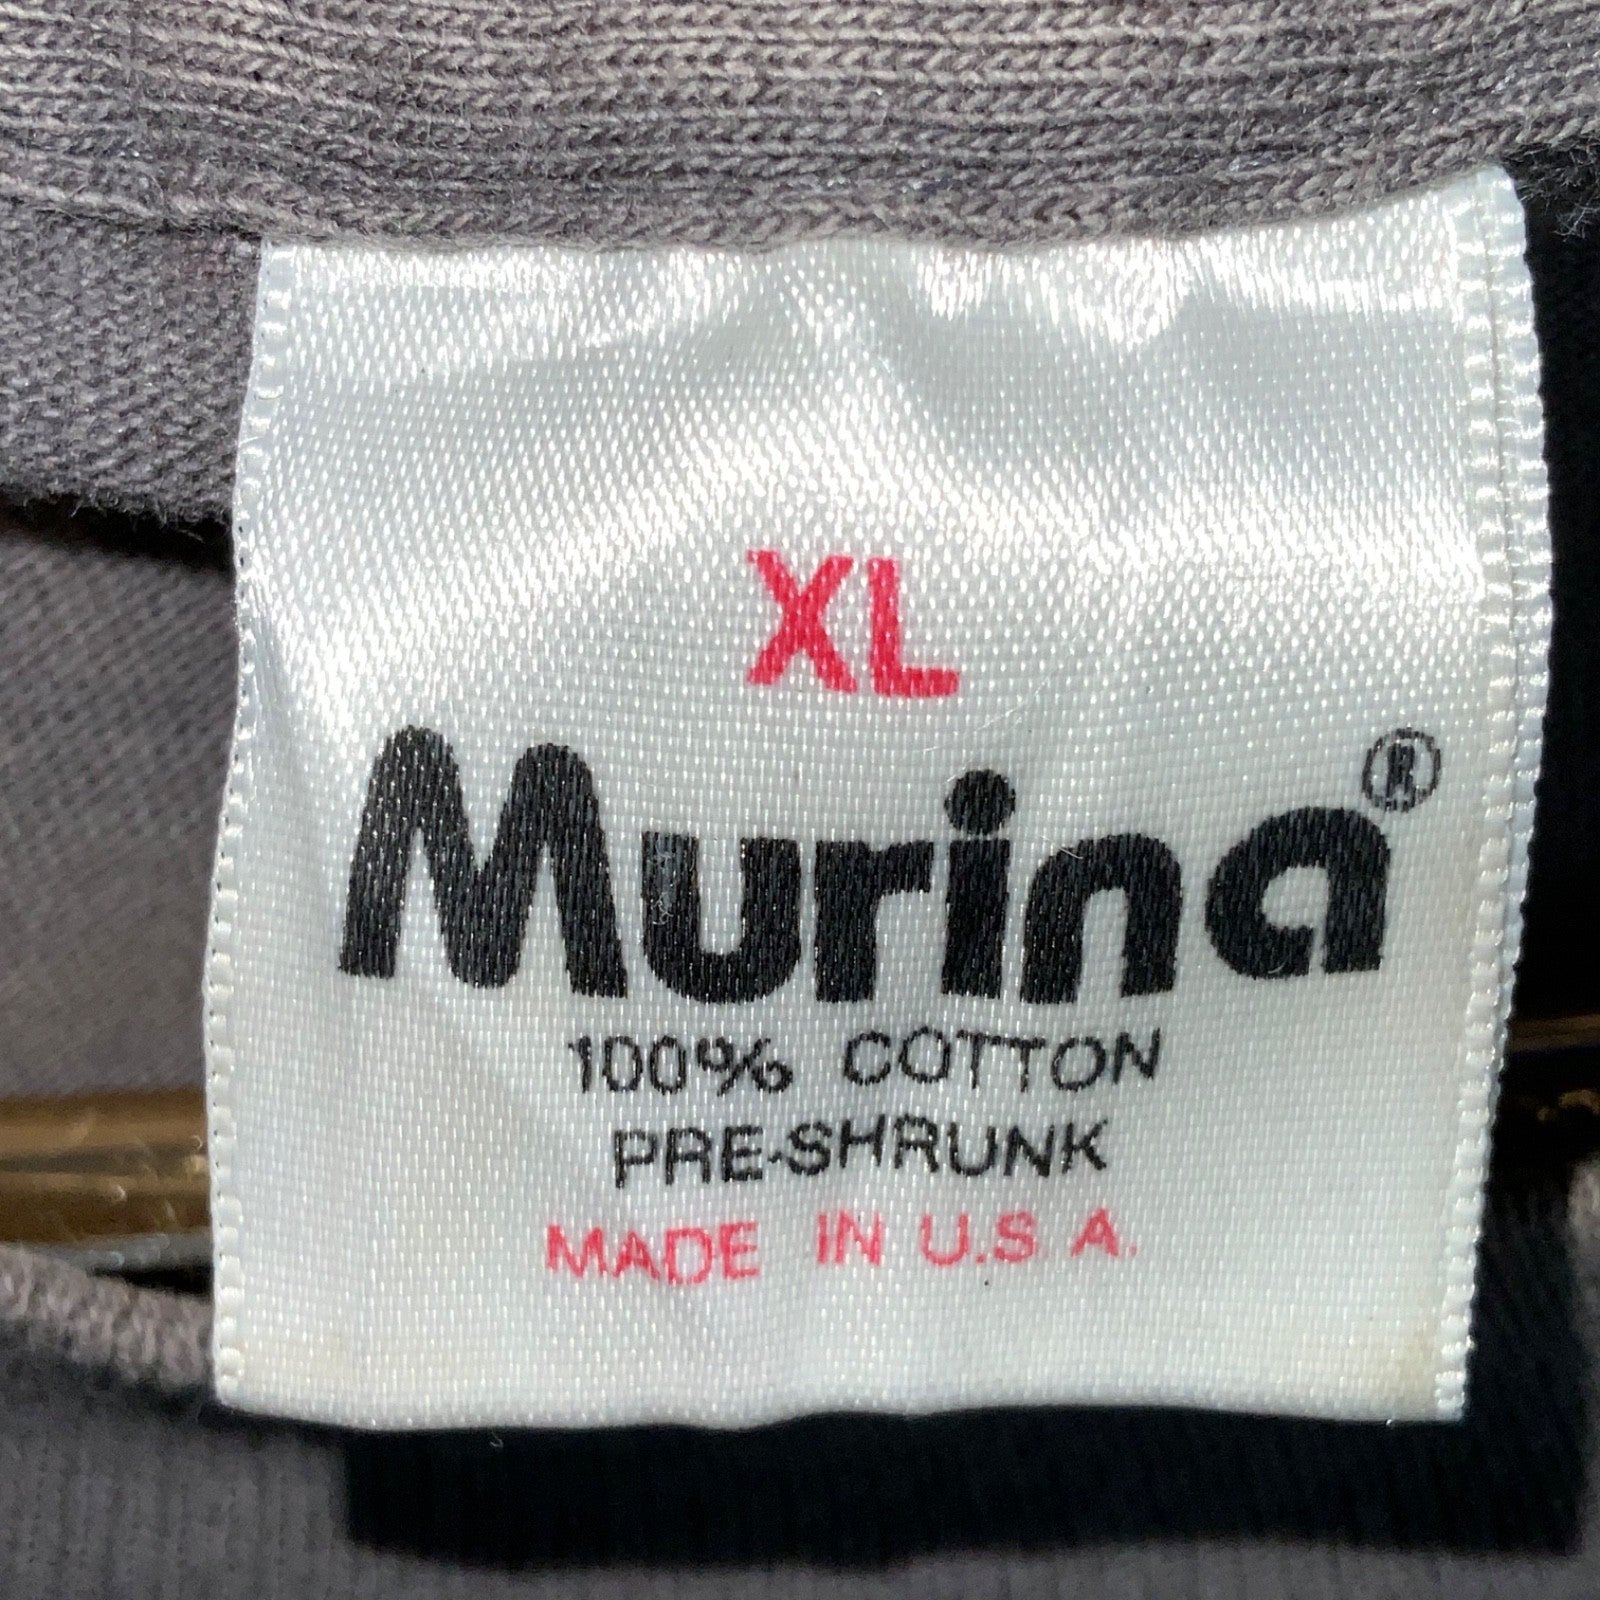 XL
Murina®
100% COTTON
PRE-SHRUNK
MADE IN U.S.A.